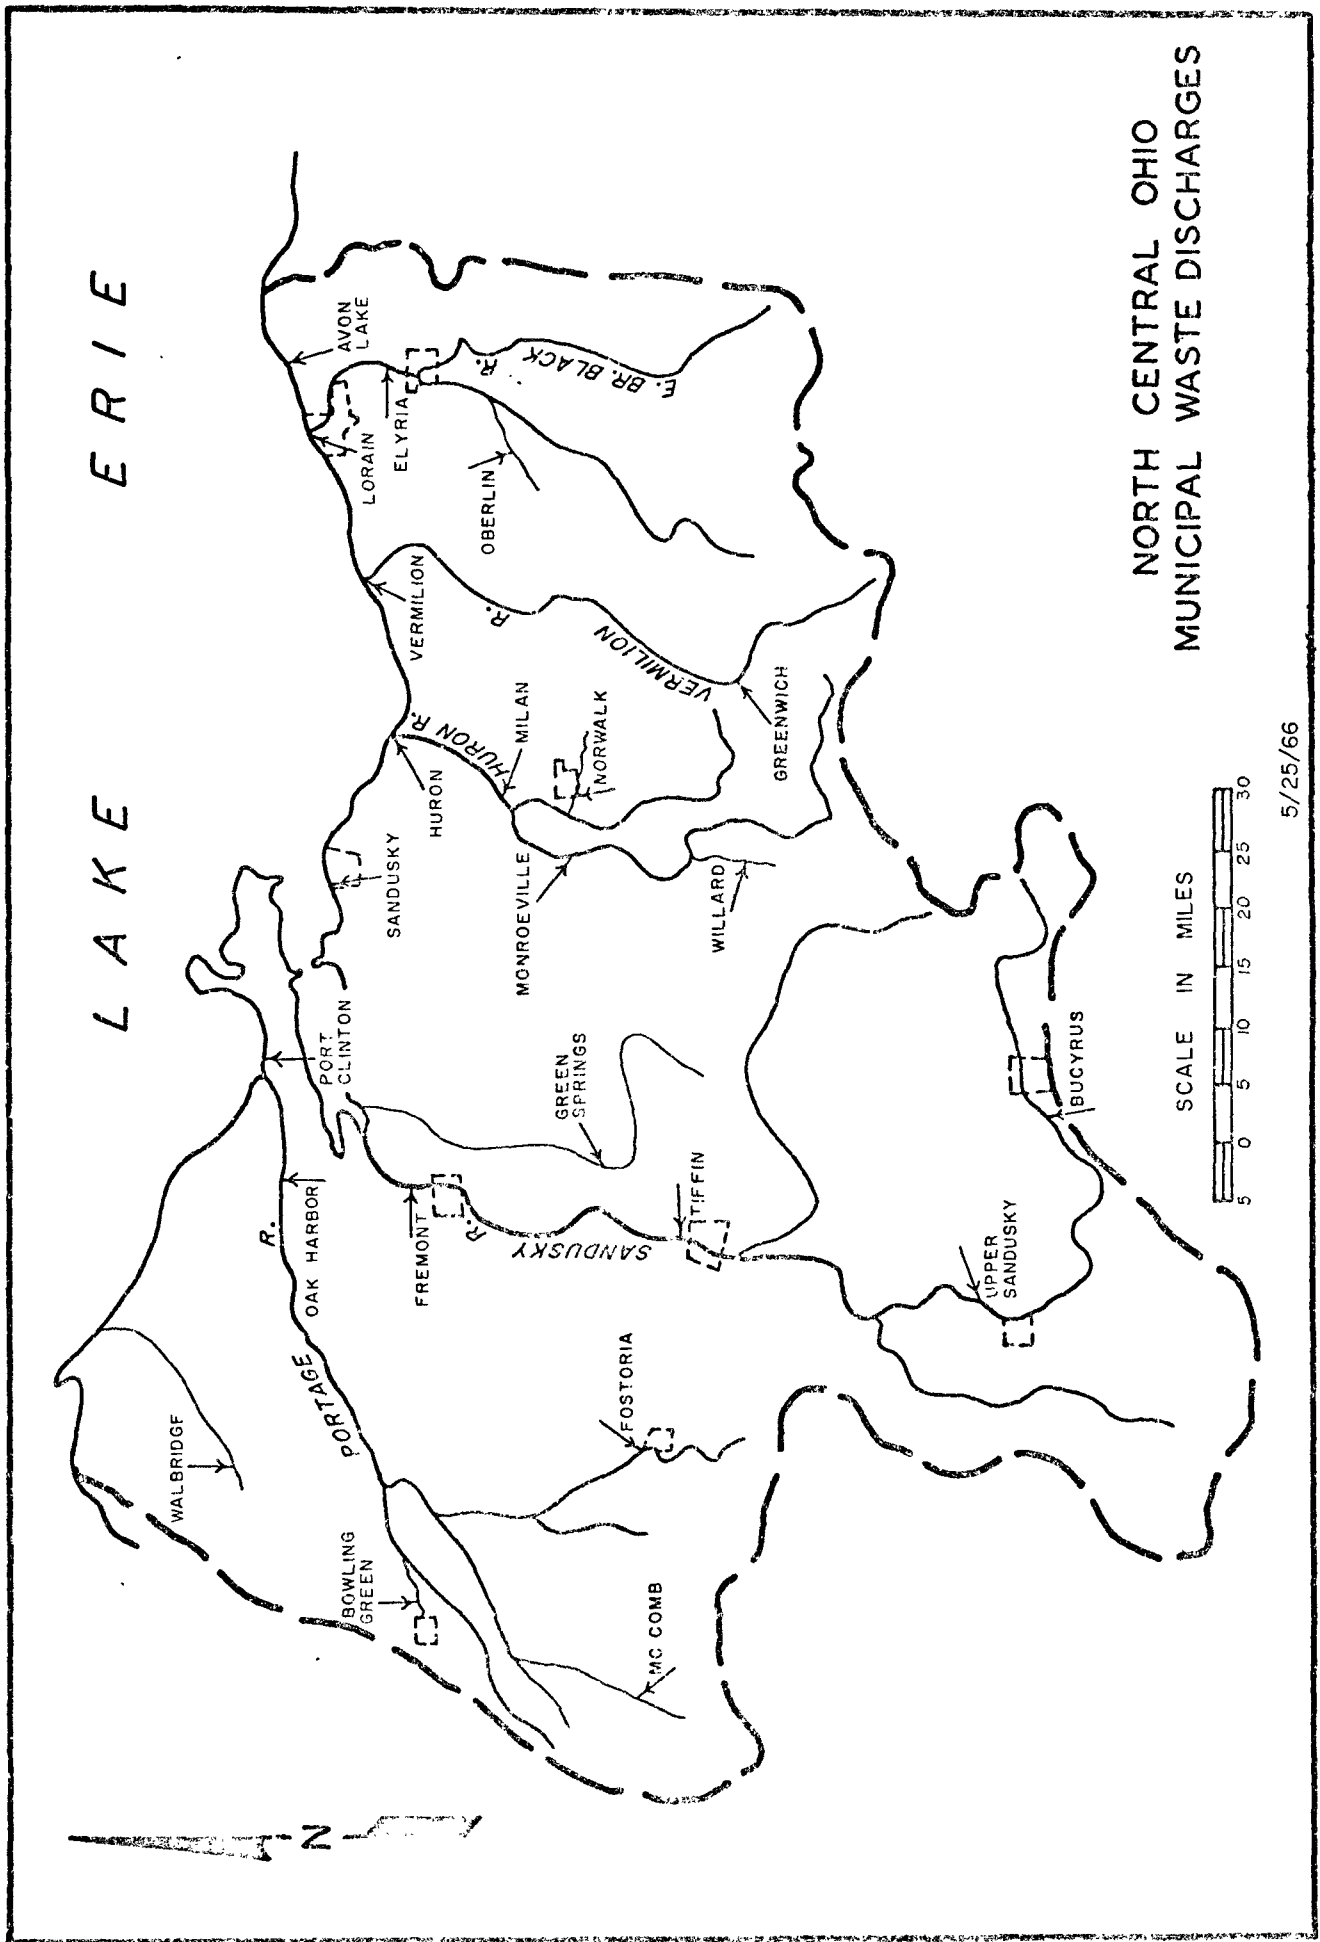 LAKE ERIE
WALBRIDGE
PORT
CLINTON
OAK HARBOR
PORTAGE R.
BOWLING
GREEN
MC COMB
FOSTORIA
FREMONT
SANDUSKY R.
TIFFIN
GREEN
SPRINGS
UPPER
SANDUSKY
BUCYRUS
SANDUSKY
HURON
HURON R.
MILAN
NORWALK
MONROEVILLE
WILLARD
VERMILION
VERMILION R.
GREENWICH
LORAIN
AVON
LAKE
ELYRIA
OBERLIN
E. BR. BLACK R.
N
SCALE IN MILES
5 0 5 10 15 20 25 30
NORTH CENTRAL OHIO
MUNICIPAL WASTE DISCHARGES
5/25/66